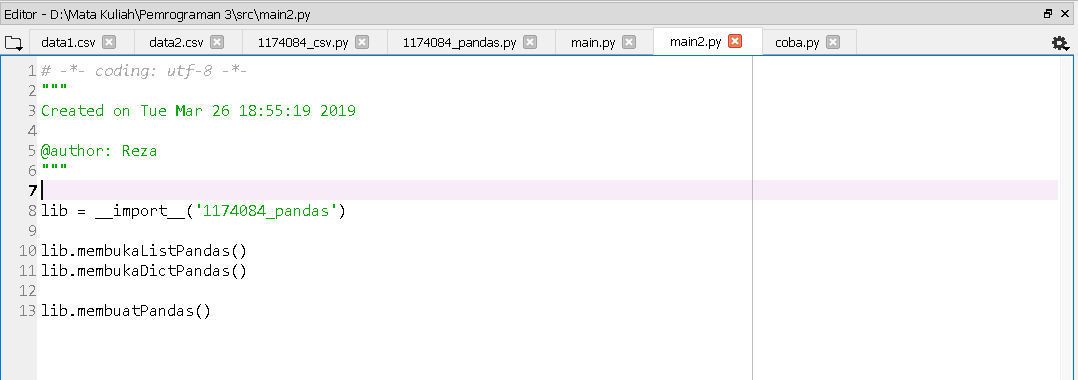 Editor - D:\Mata Kuliah\Pemrograman 3\src\main2.py
data1.csv data2.csv 1174084_csv.py 1174084_pandas.py main.py main2.py coba.py
1 # -*- coding: utf-8 -*-
2 """
3 Created on Tue Mar 26 18:55:19 2019
4
5 @author: Reza
6 """
7
8 lib = __import__('1174084_pandas')
9
10 lib.membukaListPandas()
11 lib.membukaDictPandas()
12
13 lib.membuatPandas()